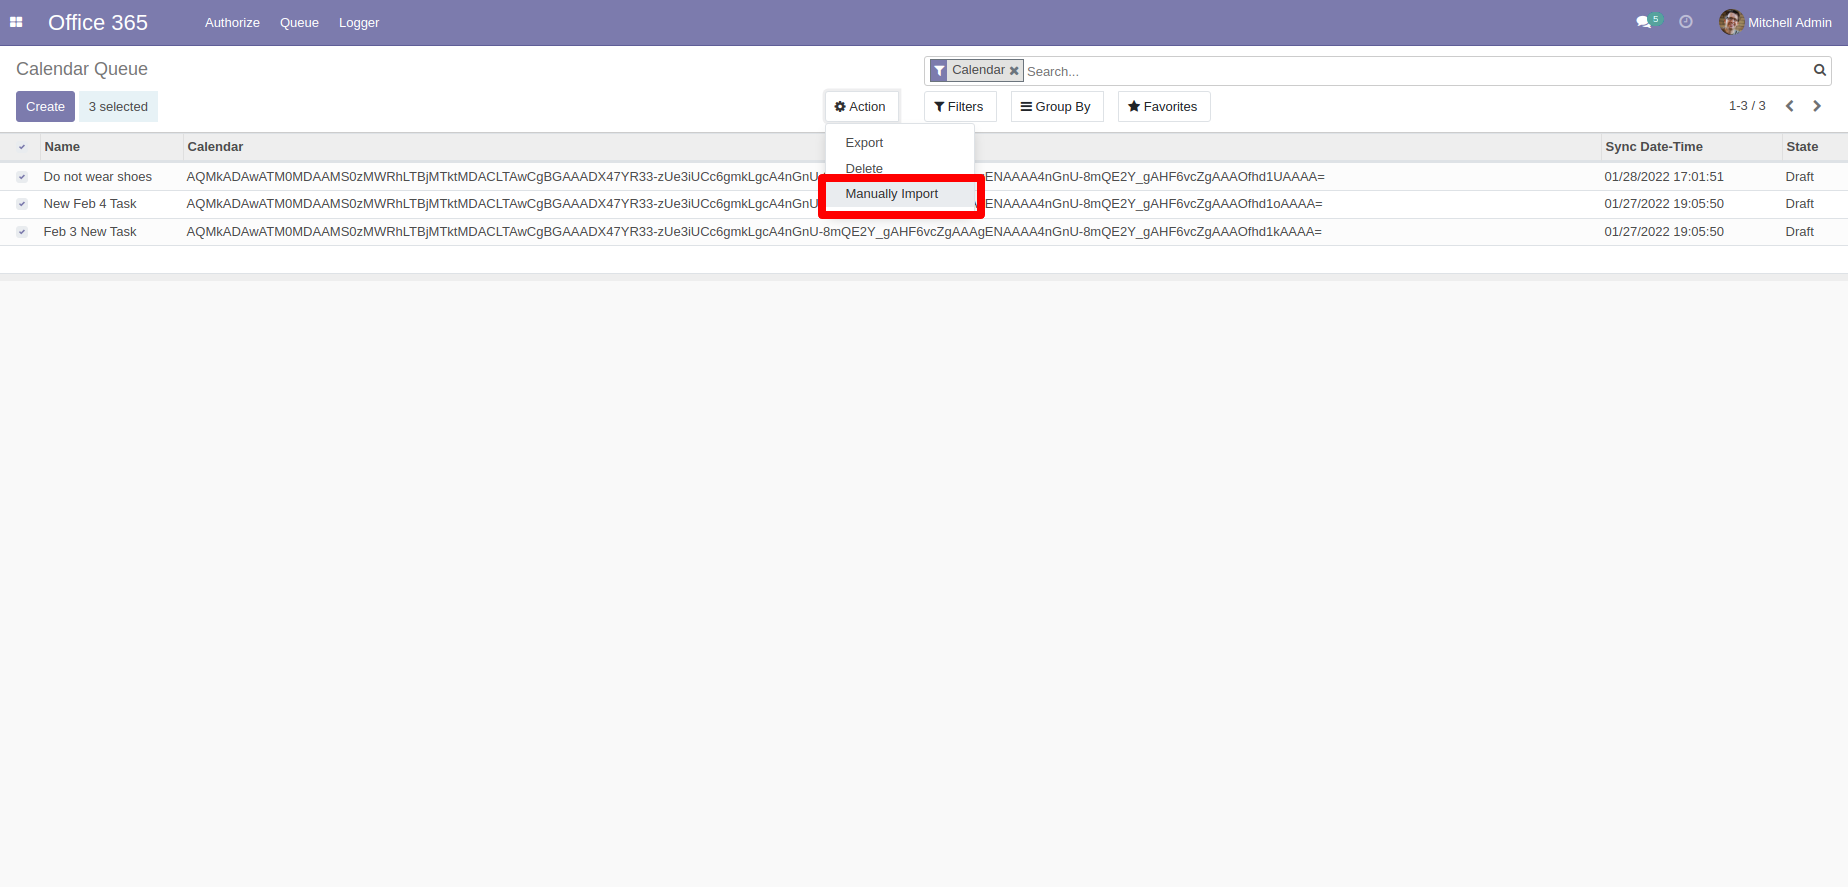 Office 365 Authorize Queue Logger 5 Mitchell Admin
Calendar Queue Calendar Search...
Create 3 selected Action Filters Group By Favorites 1-3 / 3
Export
Delete
Manually Import
Name Calendar Sync Date-Time State
Do not wear shoes AQMkADAwATM0MDAAMS0zMWRhLTBjMTktMDACLTAwCgBGAAADX47YR33-zUe3iUCc6gmkLgcA4nGnU- ENAAAA4nGnU-8mQE2Y_gAHF6vcZgAAAOfhd1UAAAA= 01/28/2022 17:01:51 Draft
New Feb 4 Task AQMkADAwATM0MDAAMS0zMWRhLTBjMTktMDACLTAwCgBGAAADX47YR33-zUe3iUCc6gmkLgcA4nGnU- ENAAAA4nGnU-8mQE2Y_gAHF6vcZgAAAOfhd1oAAAA= 01/27/2022 19:05:50 Draft
Feb 3 New Task AQMkADAwATM0MDAAMS0zMWRhLTBjMTktMDACLTAwCgBGAAADX47YR33-zUe3iUCc6gmkLgcA4nGnU-8mQE2Y_gAHF6vcZgAAAgENAAAA4nGnU-8mQE2Y_gAHF6vcZgAAAOfhd1kAAAA= 01/27/2022 19:05:50 Draft